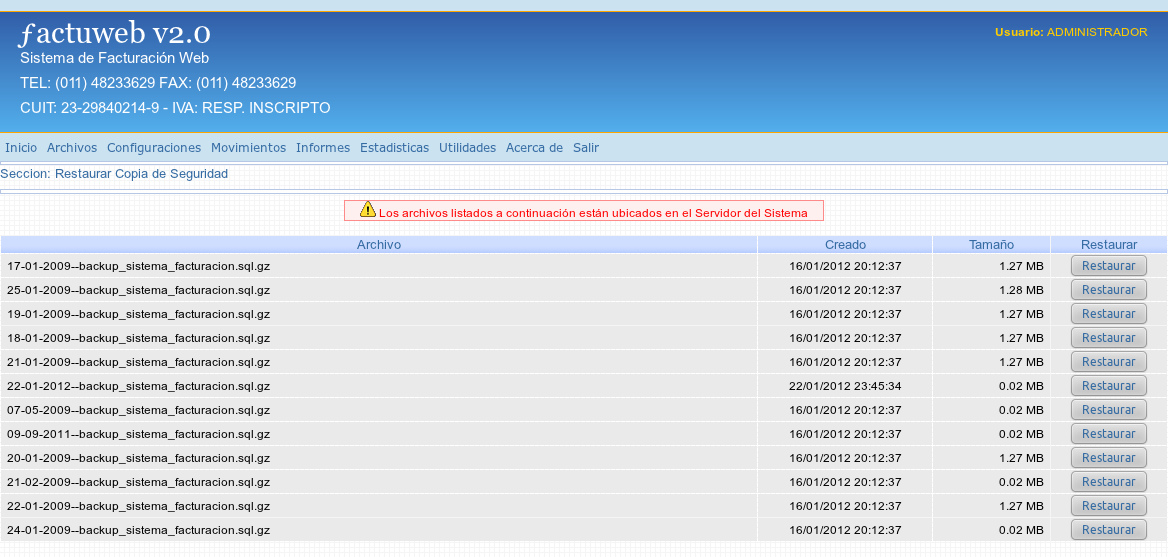 factuweb v2.0
Usuario: ADMINISTRADOR
Sistema de Facturación Web
TEL: (011) 48233629 FAX: (011) 48233629
CUIT: 23-29840214-9 - IVA: RESP. INSCRIPTO
Inicio Archivos Configuraciones Movimientos Informes Estadisticas Utilidades Acerca de Salir
Seccion: Restaurar Copia de Seguridad
Los archivos listados a continuación están ubicados en el Servidor del Sistema
Archivo Creado Tamaño Restaurar
17-01-2009--backup_sistema_facturacion.sql.gz 16/01/2012 20:12:37 1.27 MB Restaurar
25-01-2009--backup_sistema_facturacion.sql.gz 16/01/2012 20:12:37 1.28 MB Restaurar
19-01-2009--backup_sistema_facturacion.sql.gz 16/01/2012 20:12:37 1.27 MB Restaurar
18-01-2009--backup_sistema_facturacion.sql.gz 16/01/2012 20:12:37 1.27 MB Restaurar
21-01-2009--backup_sistema_facturacion.sql.gz 16/01/2012 20:12:37 1.27 MB Restaurar
22-01-2012--backup_sistema_facturacion.sql.gz 22/01/2012 23:45:34 0.02 MB Restaurar
07-05-2009--backup_sistema_facturacion.sql.gz 16/01/2012 20:12:37 0.02 MB Restaurar
09-09-2011--backup_sistema_facturacion.sql.gz 16/01/2012 20:12:37 0.02 MB Restaurar
20-01-2009--backup_sistema_facturacion.sql.gz 16/01/2012 20:12:37 1.27 MB Restaurar
21-02-2009--backup_sistema_facturacion.sql.gz 16/01/2012 20:12:37 0.02 MB Restaurar
22-01-2009--backup_sistema_facturacion.sql.gz 16/01/2012 20:12:37 1.27 MB Restaurar
24-01-2009--backup_sistema_facturacion.sql.gz 16/01/2012 20:12:37 0.02 MB Restaurar